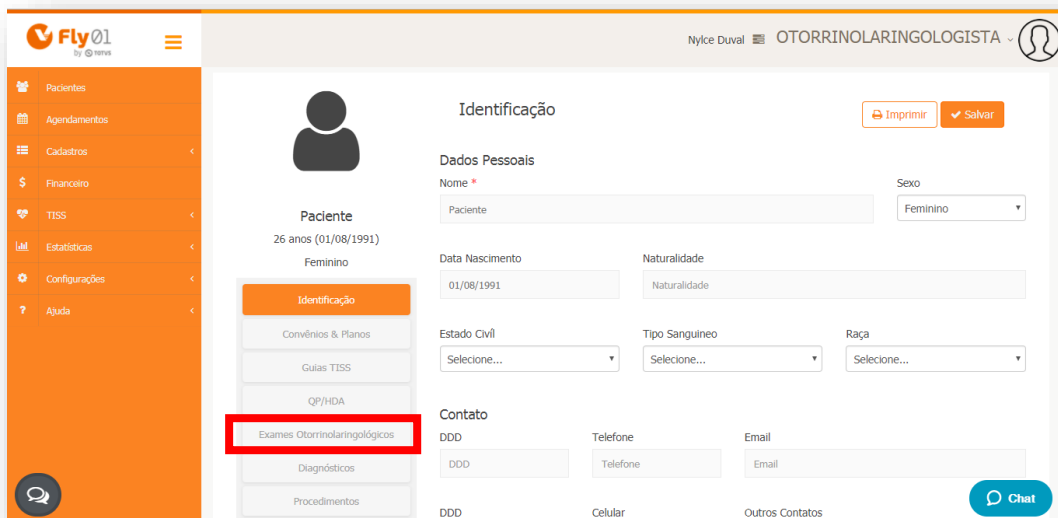 Fly01
by TOTVS
Nylce Duval OTORRINOLARINGOLOGISTA
Pacientes
Agendamentos
Cadastros
Financeiro
TISS
Estatísticas
Configurações
Ajuda
Paciente
26 anos (01/08/1991)
Feminino
Identificação
Convênios & Planos
Guias TISS
QP/HDA
Exames Otorrinolaringológicos
Diagnósticos
Procedimentos
Identificação
Imprimir
Salvar
Dados Pessoais
Nome *
Sexo
Paciente
Feminino
Data Nascimento
Naturalidade
01/08/1991
Naturalidade
Estado Civíl
Tipo Sanguineo
Raça
Selecione...
Selecione...
Selecione...
Contato
DDD
Telefone
Email
DDD
Telefone
Email
DDD
Celular
Outros Contatos
Chat